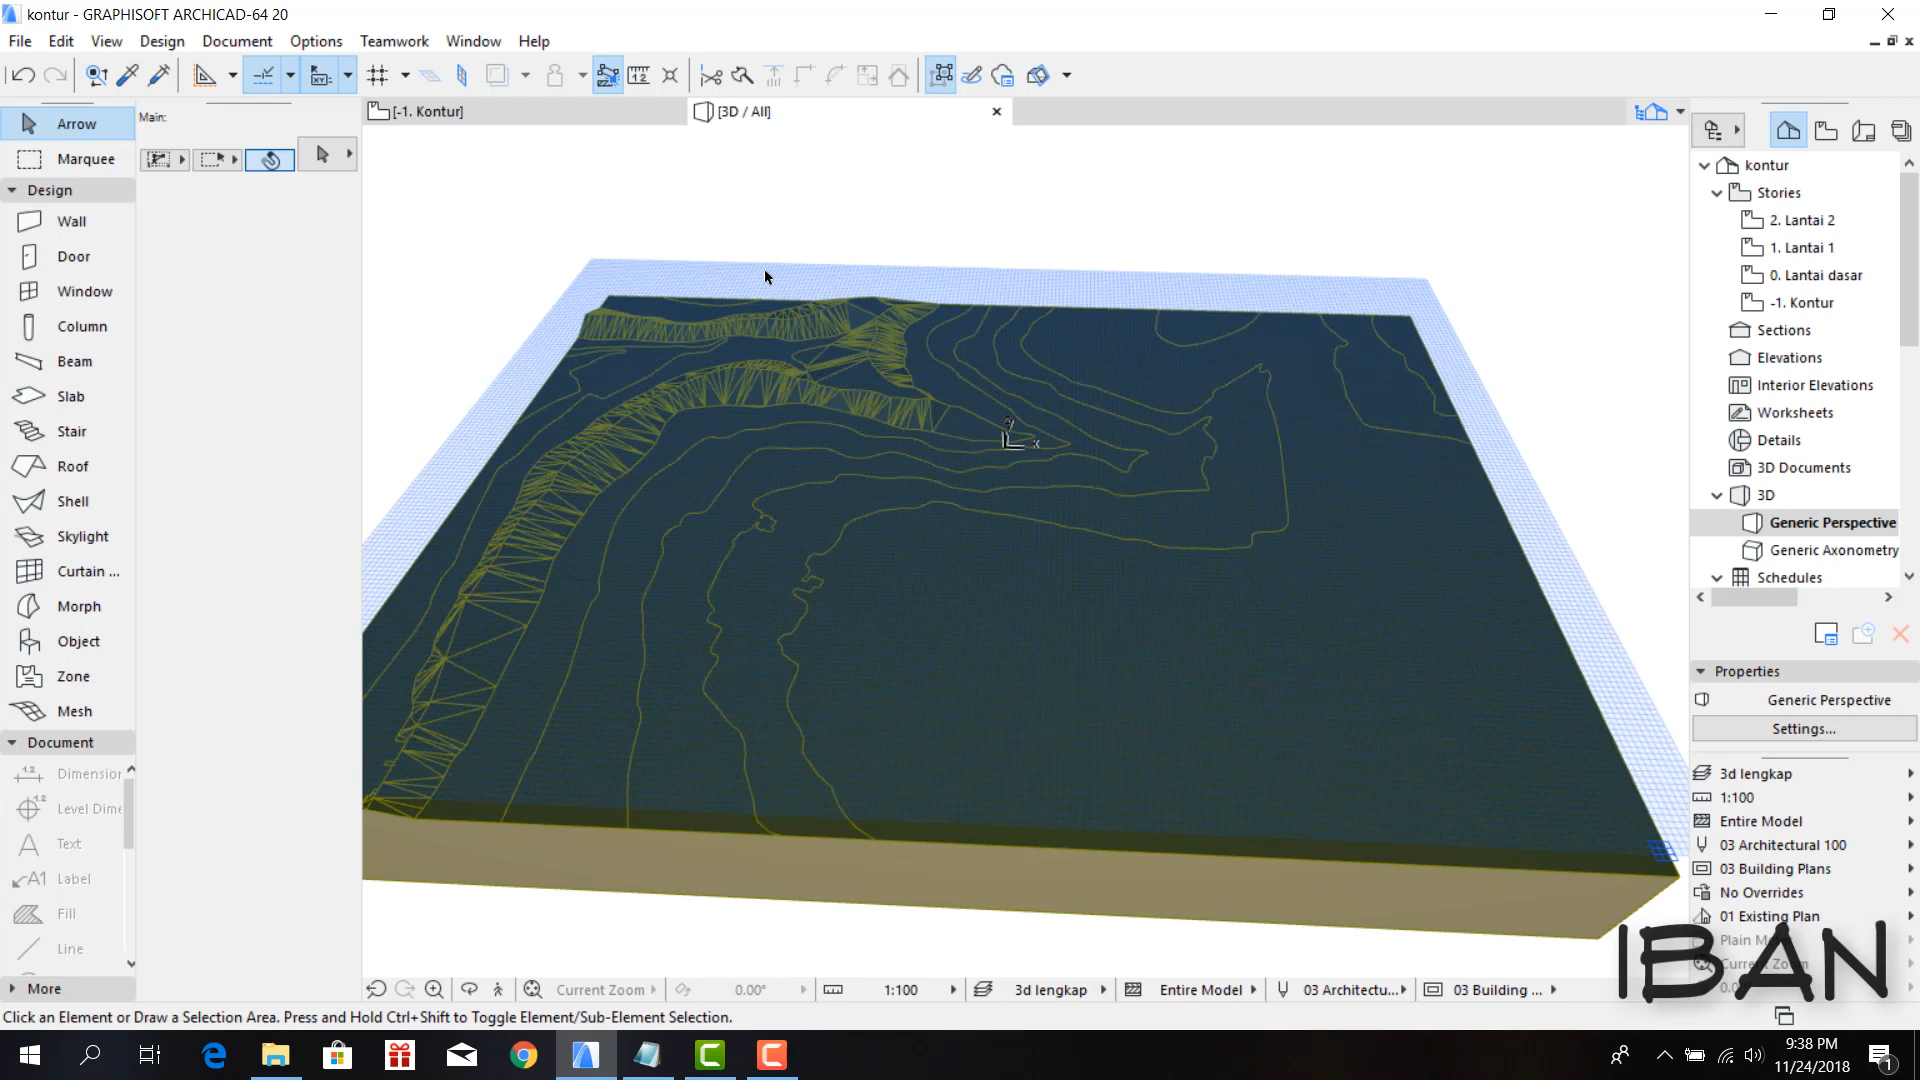 kontur - GRAPHISOFT ARCHICAD-64 20
File Edit View Design Document Options Teamwork Window Help
[-1. Kontur]
[3D / All]
Main:
Arrow
Marquee
Design
Wall
Door
Window
Column
Beam
Slab
Stair
Roof
Shell
Skylight
Curtain ...
Morph
Object
Zone
Mesh
Document
Dimension
Level Dime
Text
Label
Fill
Line
More
x
kontur
Stories
2. Lantai 2
1. Lantai 1
0. Lantai dasar
-1. Kontur
Sections
Elevations
Interior Elevations
Worksheets
Details
3D Documents
3D
Generic Perspective
Generic Axonometry
Schedules
Properties
Generic Perspective
Settings...
3d lengkap
1:100
Entire Model
03 Architectural 100
03 Building Plans
No Overrides
01 Existing Plan
Plain M
Current Zoom
IBAN
Current Zoom
0.00°
1:100
3d lengkap
Entire Model
03 Architectu...
03 Building ...
Click an Element or Draw a Selection Area. Press and Hold Ctrl+Shift to Toggle Element/Sub-Element Selection.
9:38 PM
11/24/2018
1